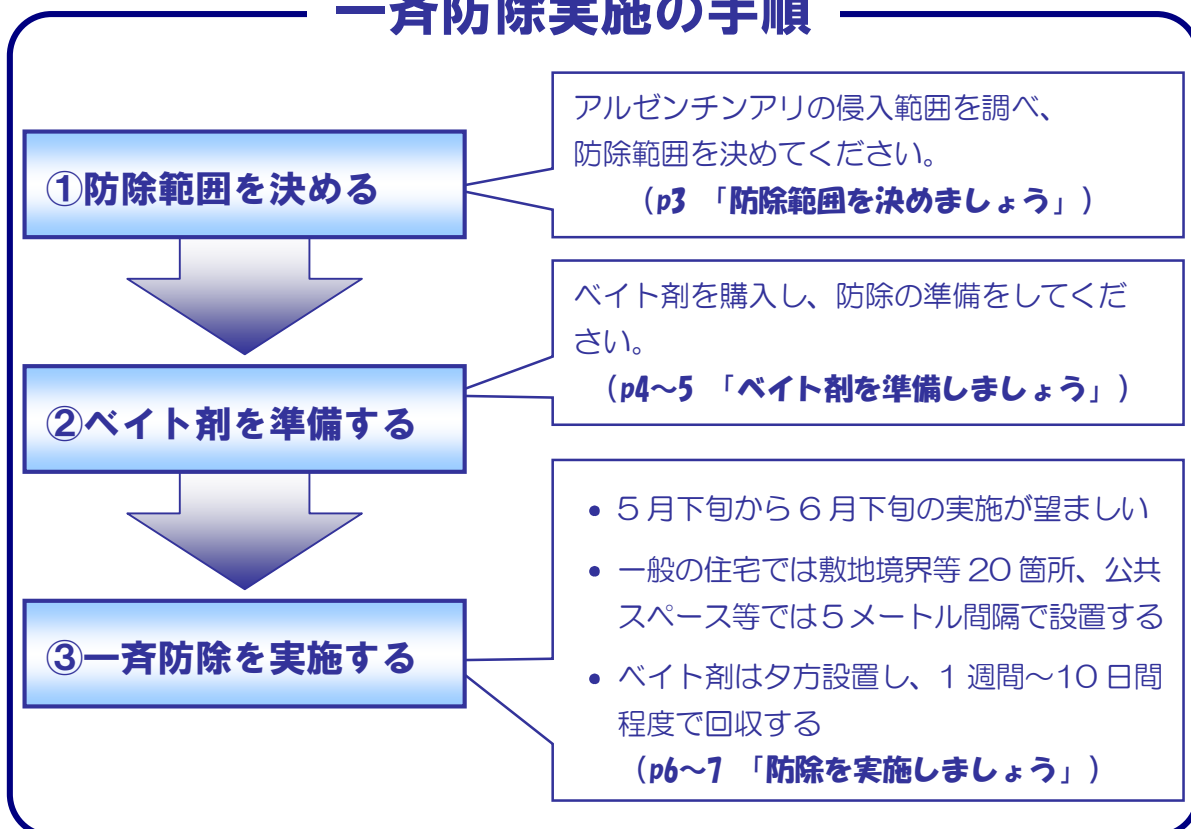 一斉防除実施の手順
①防除範囲を決める
アルゼンチンアリの侵入範囲を調べ、
防除範囲を決めてください。
(p3 「防除範囲を決めましょう」)
②ベイト剤を準備する
ベイト剤を購入し、防除の準備をしてくだ
さい。
(p4～5 「ベイト剤を準備しましょう」)
③一斉防除を実施する
• 5月下旬から6月下旬の実施が望ましい
• 一般の住宅では敷地境界等 20 箇所、公共
スペース等では5メートル間隔で設置する
• ベイト剤は夕方設置し、1 週間～10 日間
程度で回収する
(p6～7 「防除を実施しましょう」)